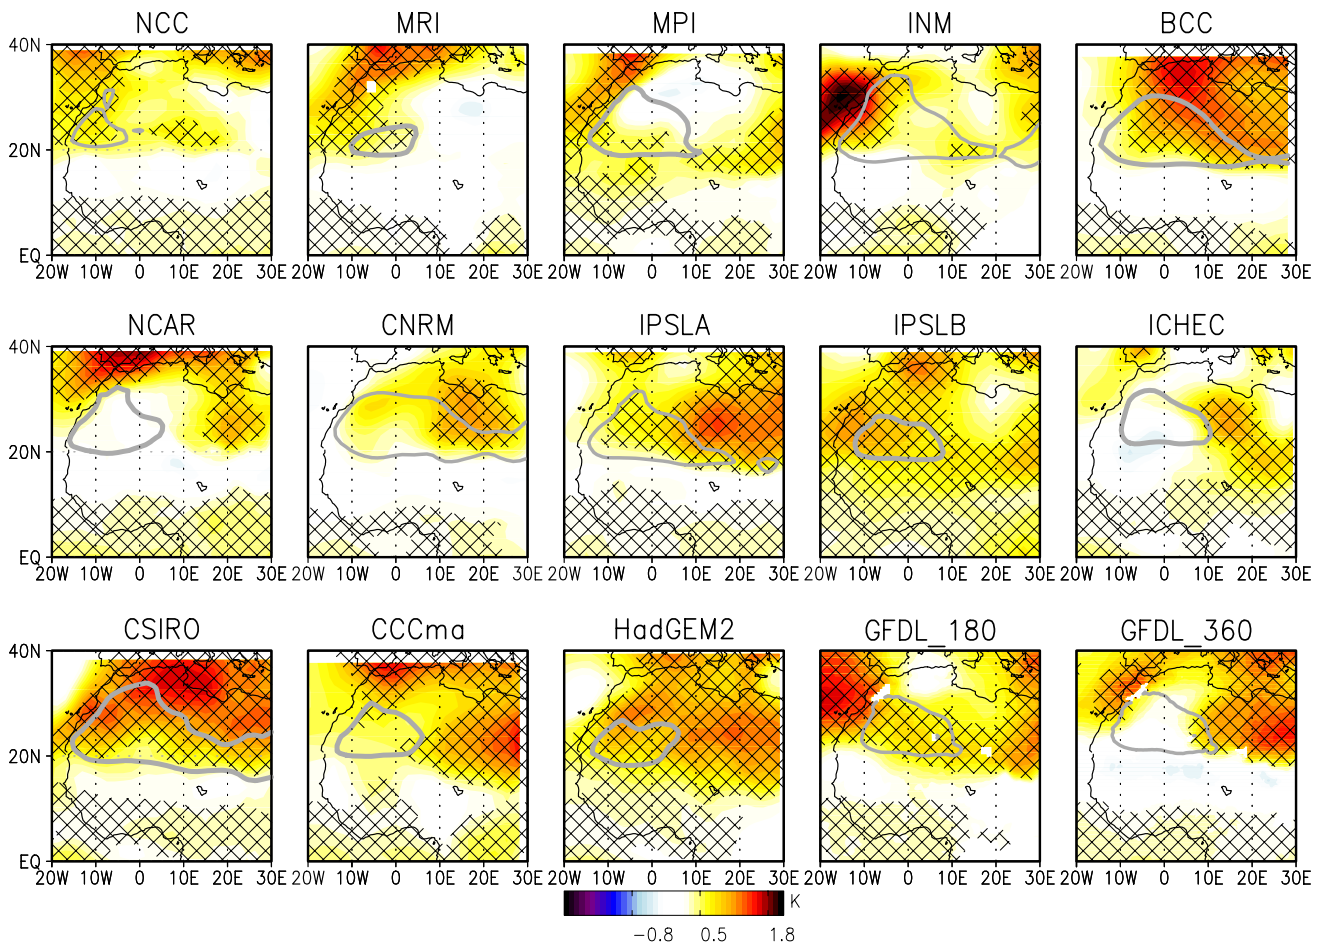 NCC MRI MPI INM BCC
40N
20N
EQ
20W 10W 0 10E 20E 30E 20W 10W 0 10E 20E 30E 20W 10W 0 10E 20E 30E 20W 10W 0 10E 20E 30E 20W 10W 0 10E 20E 30E
NCAR CNRM IPSLA IPSLB ICHEC
40N
20N
EQ
20W 10W 0 10E 20E 30E 20W 10W 0 10E 20E 30E 20W 10W 0 10E 20E 30E 20W 10W 0 10E 20E 30E 20W 10W 0 10E 20E 30E
CSIRO CCCma HadGEM2 GFDL_180 GFDL_360
40N
20N
EQ
20W 10W 0 10E 20E 30E 20W 10W 0 10E 20E 30E 20W 10W 0 10E 20E 30E 20W 10W 0 10E 20E 30E 20W 10W 0 10E 20E 30E
K
−0.8 0.5 1.8